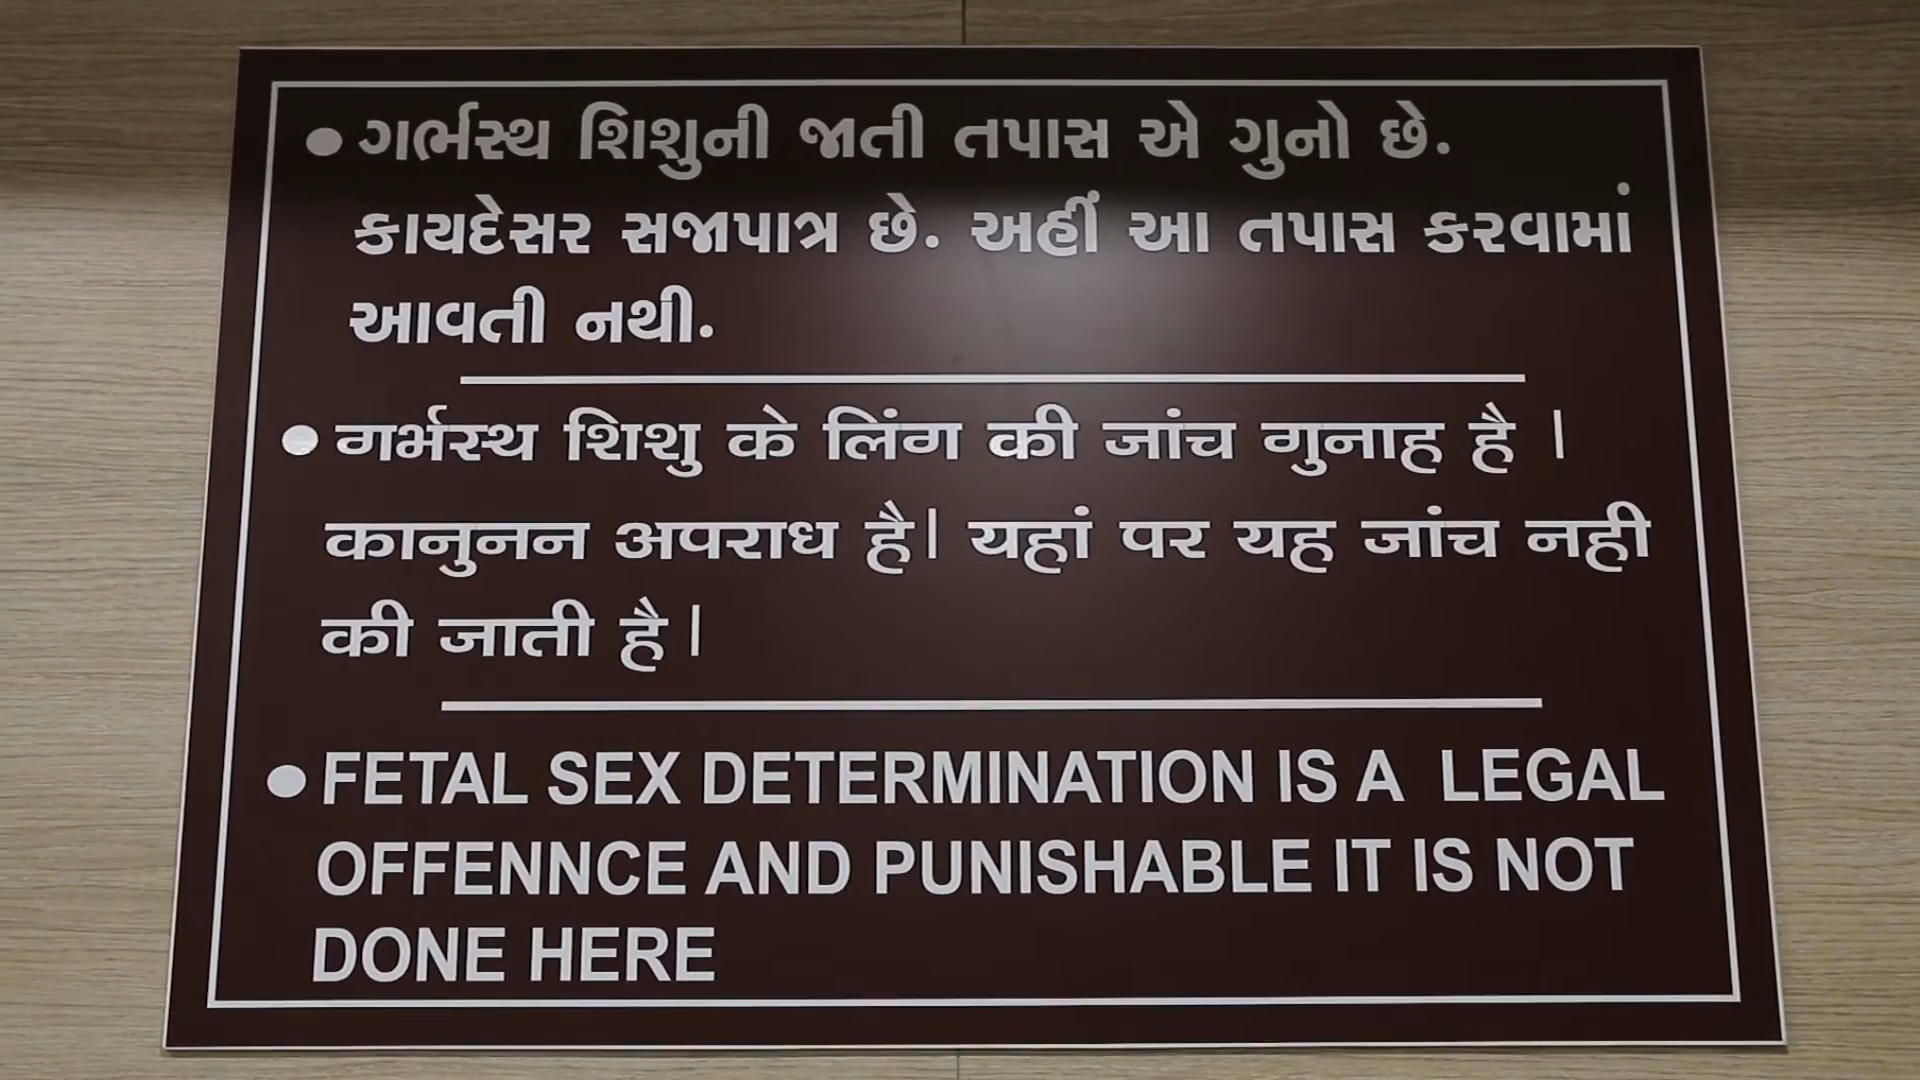 • ગર્ભસ્થ શિશુની જાતી તપાસ એ ગુનો છે.
કાયદેસર સજાપાત્ર છે. અહીં આ તપાસ કરવામાં
આવતી નથી.
• गर्भस्थ शिशु के लिंग की जांच गुनाह है ।
कानुनन अपराध है। यहां पर यह जांच नही
की जाती है।
• FETAL SEX DETERMINATION IS A LEGAL
OFFENNCE AND PUNISHABLE IT IS NOT
DONE HERE